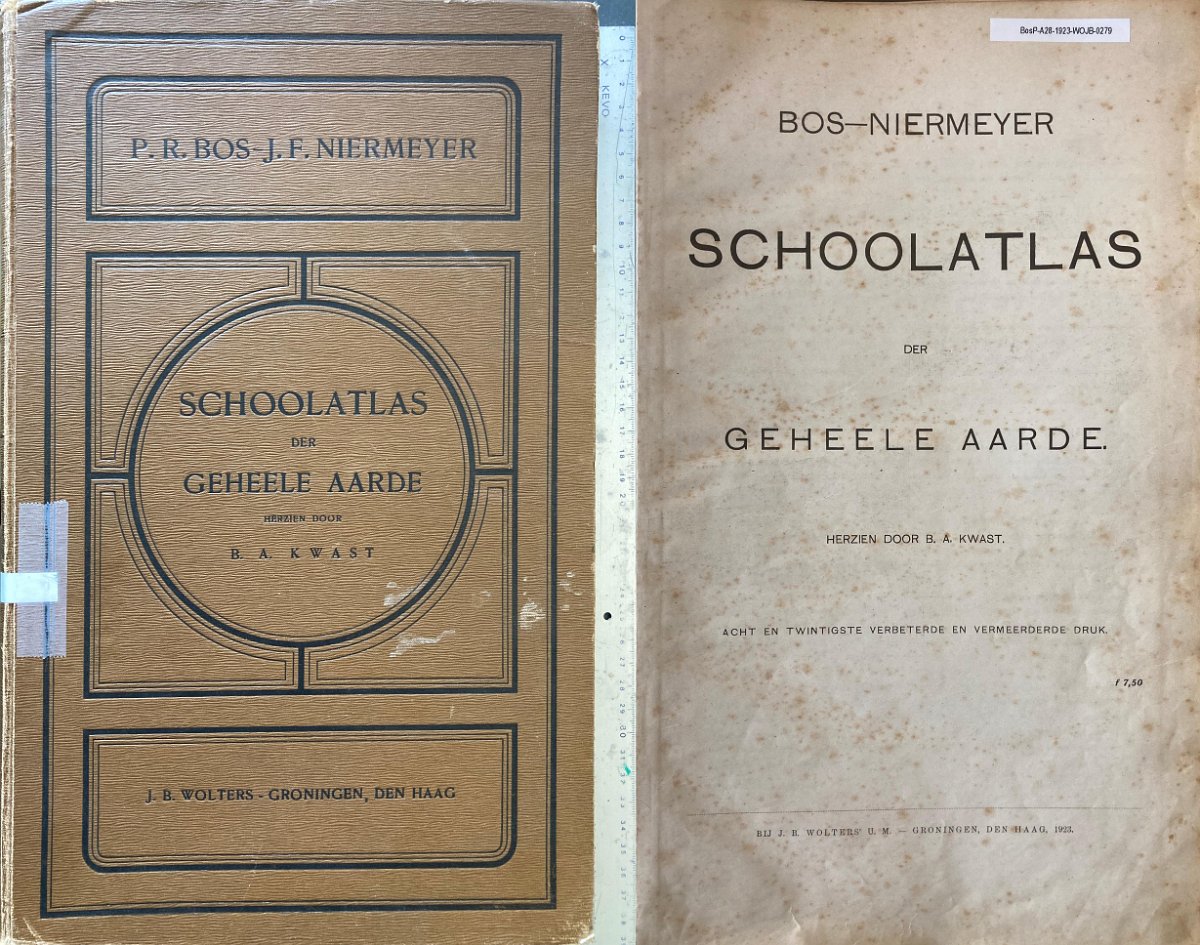 P. R. BOS-J. F. NIERMEYER
SCHOOLATLAS
DER
GEHEELE AARDE
HERZIEN DOOR
B. A. KWAST
J. B. WOLTERS - GRONINGEN, DEN HAAG
KEVO
BosP-A28-1923-WOJB-0279
BOS—NIERMEYER
SCHOOLATLAS
DER
GEHEELE AARDE.
HERZIEN DOOR B. A. KWAST.
ACHT EN TWINTIGSTE VERBETERDE EN VERMEERDERDE DRUK.
f 7,50
BIJ J. B. WOLTERS' U. M. — GRONINGEN, DEN HAAG, 1923.